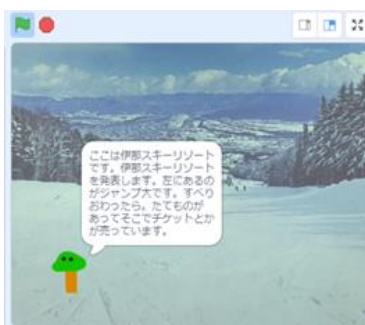 ここは伊那スキーリゾート
です。伊那スキーリゾート
を発表します。左にあるの
がジャンプ大です。すべり
おわったら。たてものが
あってそこでチケットとか
が売っています。